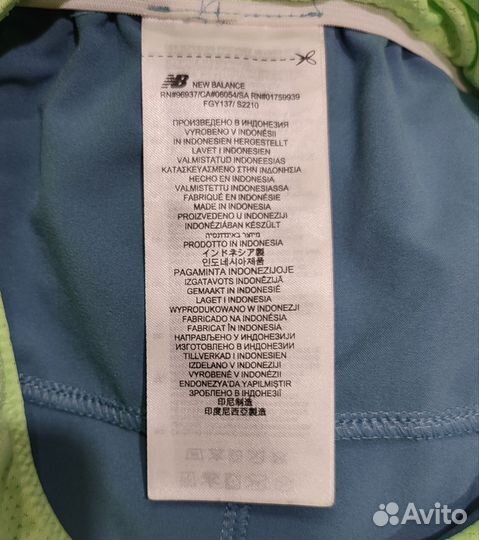 NB NEW BALANCE
RN#96937/CA#06054/SA RN#01759939
FGY137/ S2210
ПРОИЗВЕДЕНО В ИНДОНЕЗИЯ
VYROBENO V INDONÉSII
IN INDONESIEN HERGESTELLT
LAVET I INDONESIEN
VALMISTATUD INDONEESIAS
ΚΑΤΑΣΚΕΥΑΣΜΕΝΟ ΣΤΗΝ ΙΝΔΟΝΗΣΙΑ
HECHO EN INDONESIA
VALMISTETTU INDONESIASSA
FABRIQUÉ EN INDONÉSIE
MADE IN INDONESIA
PROIZVEDENO U INDONEZIJI
INDONÉZIÁBAN KÉSZÜLT
מיוצר באינדונזיה
PRODOTTO IN INDONESIA
インドネシア製
인도네시아제품
PAGAMINTA INDONEZIJOJE
IZGATAVOTS INDONĒZIJĀ
GEMAAKT IN INDONESIË
LAGET I INDONESIA
WYPRODUKOWANO W INDONEZJI
FABRICADO NA INDONÉSIA
FABRICAT ÎN INDONEZIA
НАПРАВЉЕНО У ИНДОНЕЗИЈИ
ИЗГОТОВЛЕНО В ИНДОНЕЗИИ
TILLVERKAD I INDONESIEN
IZDELANO V INDONEZIJI
VYROBENÉ V INDONÉZII
ENDONEZYA'DA YAPILMIŞTIR
ЗРОБЛЕНО В ІНДОНЕЗІЇ
印尼制造
印度尼西亞製造
Avito